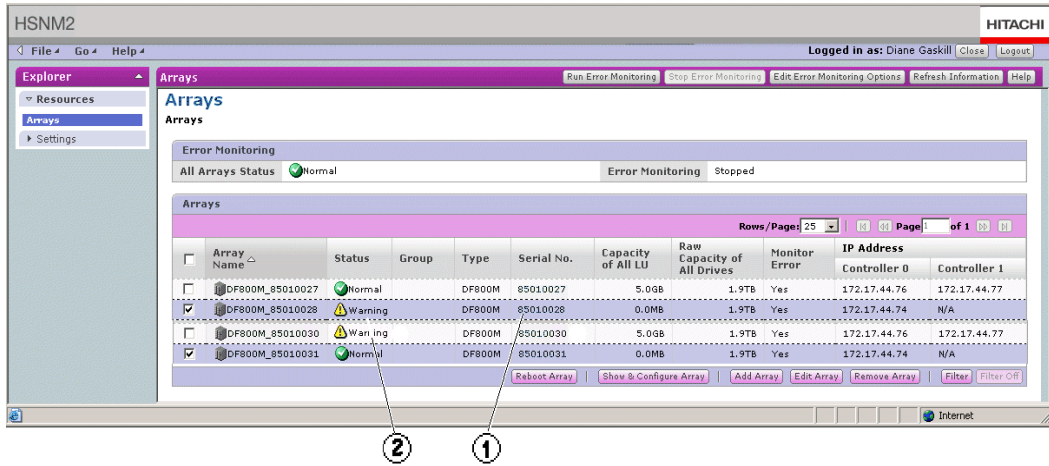 HSNM2
HITACHI
File Go Help
Logged in as: Diane Gaskill Close Logout
Explorer
Resources
Arrays
Settings
Arrays
Run Error Monitoring Stop Error Monitoring Edit Error Monitoring Options Refresh Information Help
Arrays
Arrays
Error Monitoring
All Arrays Status Normal Error Monitoring Stopped
Arrays
Rows/Page: 25 Page 1 of 1
Array Name Status Group Type Serial No. Capacity of All LU Raw Capacity of All Drives Monitor Error IP Address
Controller 0 Controller 1
DF800M_85010027 Normal DF800M 85010027 5.0GB 1.9TB Yes 172.17.44.76 172.17.44.77
DF800M_85010028 Warning DF800M 85010028 0.0MB 1.9TB Yes 172.17.44.74 N/A
DF800M_85010030 Warning DF800M 85010030 5.0GB 1.9TB Yes 172.17.44.76 172.17.44.77
DF800M_85010031 Normal DF800M 85010031 0.0MB 1.9TB Yes 172.17.44.74 N/A
Reboot Array Show & Configure Array Add Array Edit Array Remove Array Filter Filter Off
Internet
2 1